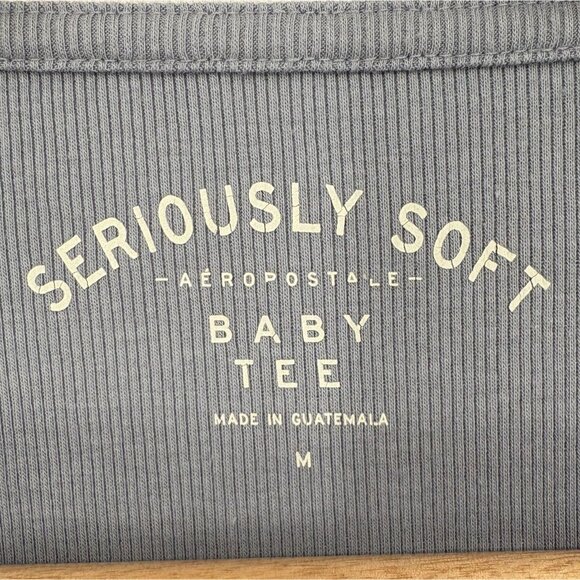 SERIOUSLY SOFT
- AÉROPOSTALE -
BABY
TEE
MADE IN GUATEMALA
M